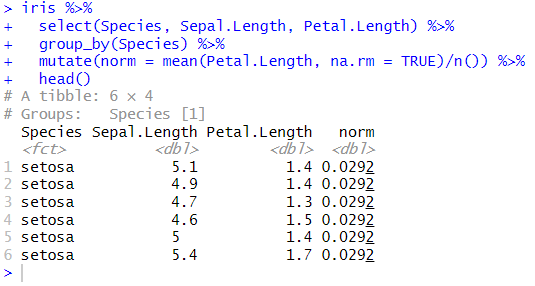 > iris %>%
+   select(Species, Sepal.Length, Petal.Length) %>%
+   group_by(Species) %>%
+   mutate(norm = mean(Petal.Length, na.rm = TRUE)/n()) %>%
+   head()
# A tibble: 6 × 4
# Groups:   Species [1]
  Species Sepal.Length Petal.Length   norm
  <fct>          <dbl>        <dbl>  <dbl>
1 setosa           5.1          1.4 0.0292
2 setosa           4.9          1.4 0.0292
3 setosa           4.7          1.3 0.0292
4 setosa           4.6          1.5 0.0292
5 setosa           5            1.4 0.0292
6 setosa           5.4          1.7 0.0292
>